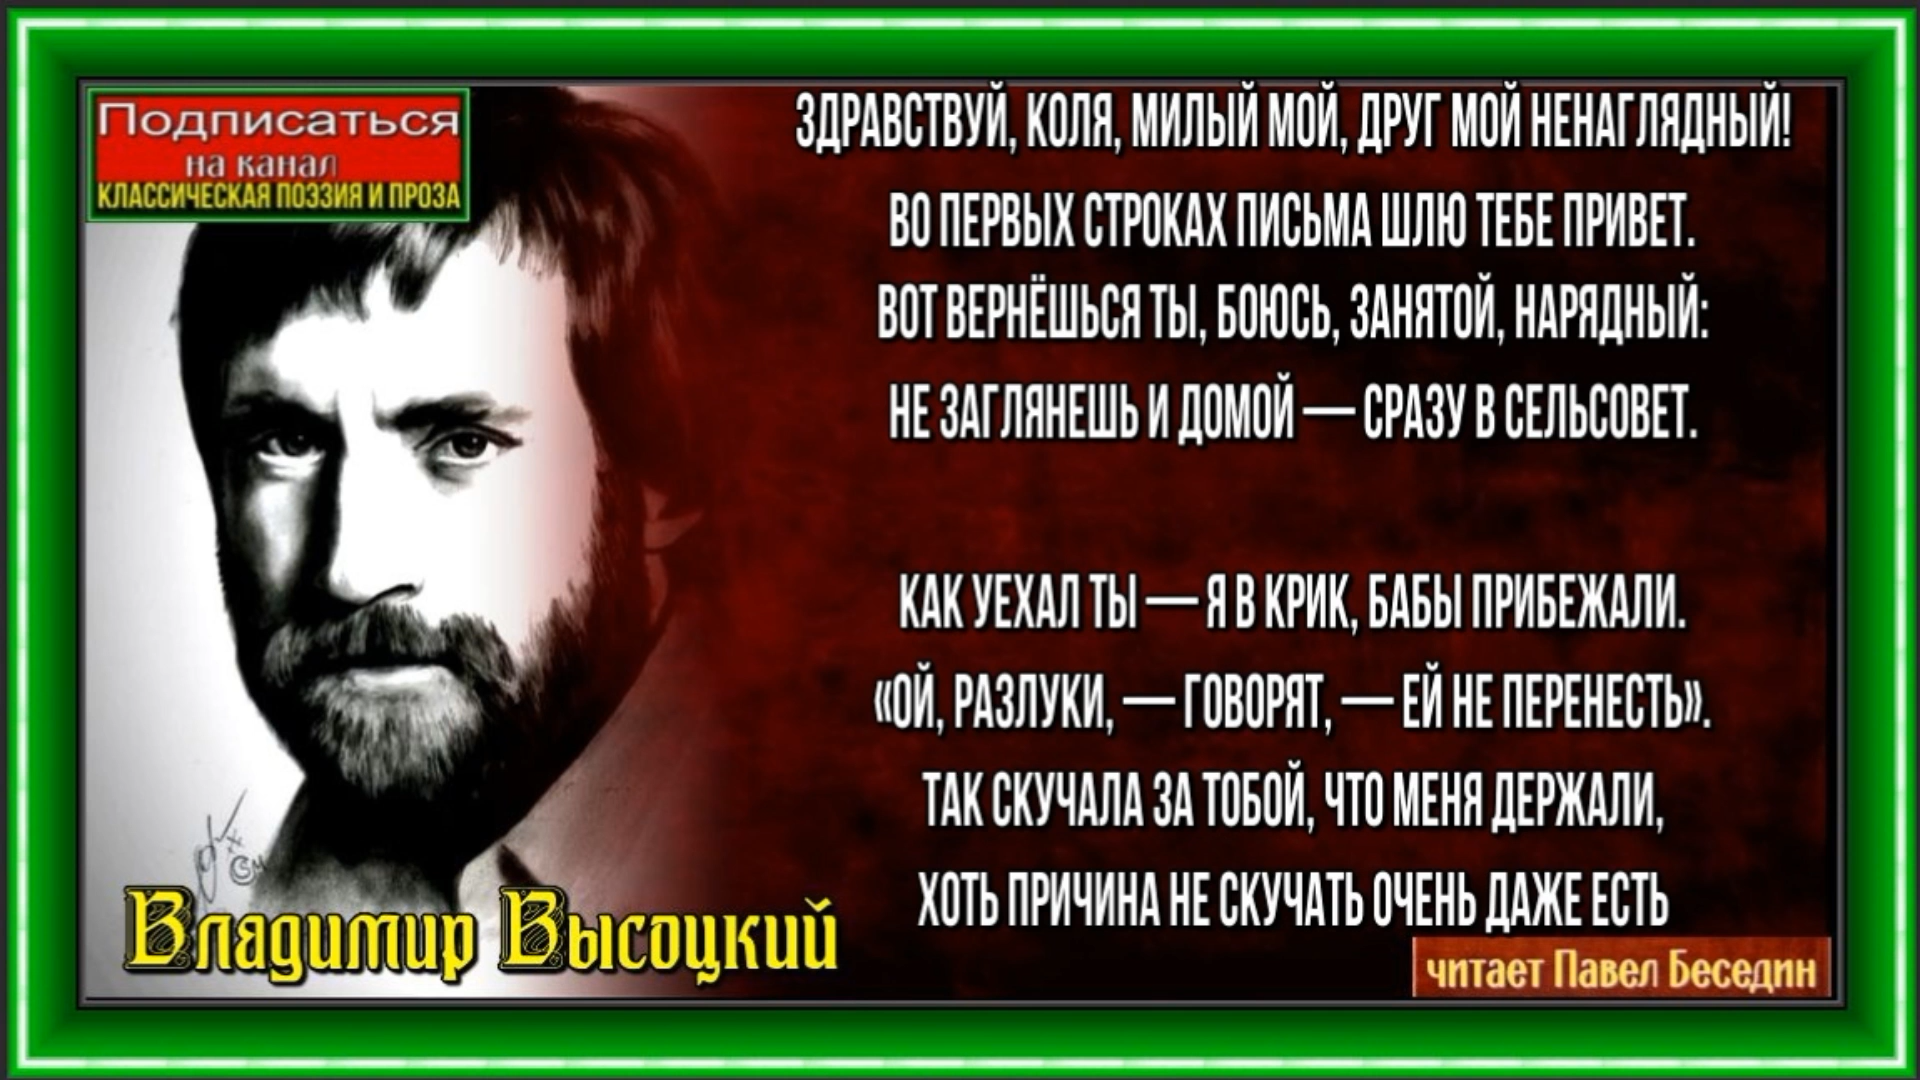 Подписаться
на канал
КЛАССИЧЕСКАЯ ПОЭЗИЯ И ПРОЗА
ЗДРАВСТВУЙ, КОЛЯ, МИЛЫЙ МОЙ, ДРУГ МОЙ НЕНАГЛЯДНЫЙ!
ВО ПЕРВЫХ СТРОКАХ ПИСЬМА ШЛЮ ТЕБЕ ПРИВЕТ.
ВОТ ВЕРНЁШЬСЯ ТЫ, БОЮСЬ, ЗАНЯТОЙ, НАРЯДНЫЙ:
НЕ ЗАГЛЯНЕШЬ И ДОМОЙ — СРАЗУ В СЕЛЬСОВЕТ.
КАК УЕХАЛ ТЫ — Я В КРИК, БАБЫ ПРИБЕЖАЛИ.
«ОЙ, РАЗЛУКИ, — ГОВОРЯТ, — ЕЙ НЕ ПЕРЕНЕСТЬ».
ТАК СКУЧАЛА ЗА ТОБОЙ, ЧТО МЕНЯ ДЕРЖАЛИ,
ХОТЬ ПРИЧИНА НЕ СКУЧАТЬ ОЧЕНЬ ДАЖЕ ЕСТЬ
Владимир Высоцкий
читает Павел Беседин